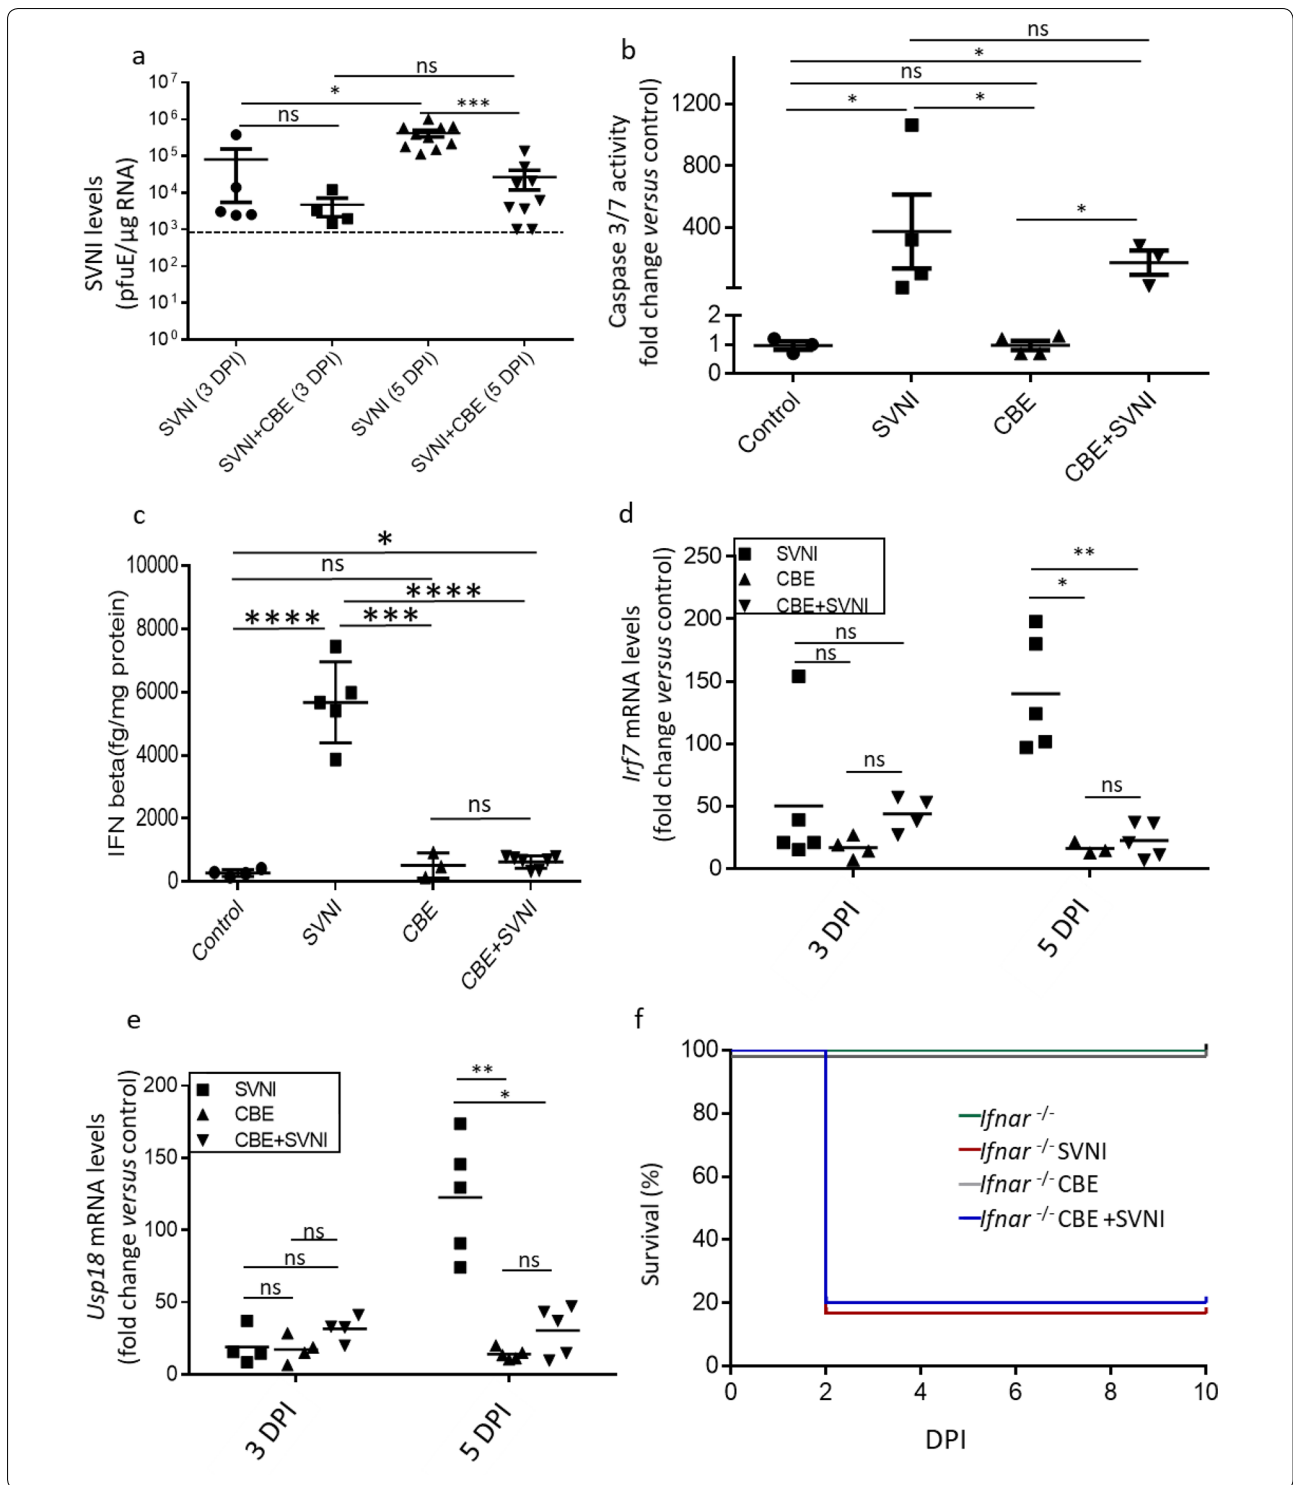 a
SVNI levels
(pfuE/µg RNA)
10⁷
10⁶
10⁵
10⁴
10³
10²
10¹
10⁰
ns
*
***
ns
SVNI (3 DPI)
SVNI+CBE (3 DPI)
SVNI (5 DPI)
SVNI+CBE (5 DPI)
b
Caspase 3/7 activity
fold change versus control)
1200
800
400
2
1
0
ns
*
ns
*
*
*
Control
SVNI
CBE
CBE+SVNI
c
IFN beta(fg/mg protein)
10000
8000
6000
4000
2000
0
*
ns
****
****
***
ns
Control
SVNI
CBE
CBE+SVNI
d
Irf7 mRNA levels
(fold change versus control)
250
200
150
100
50
0
SVNI
CBE
CBE+SVNI
ns
ns
ns
**
*
ns
3 DPI
5 DPI
e
Usp18 mRNA levels
(fold change versus control)
200
150
100
50
0
SVNI
CBE
CBE+SVNI
ns
ns
ns
**
*
ns
3 DPI
5 DPI
f
Survival (%)
100
80
60
40
20
0
Ifnar -/-
Ifnar -/- SVNI
Ifnar -/- CBE
Ifnar -/- CBE +SVNI
0 2 4 6 8 10
DPI